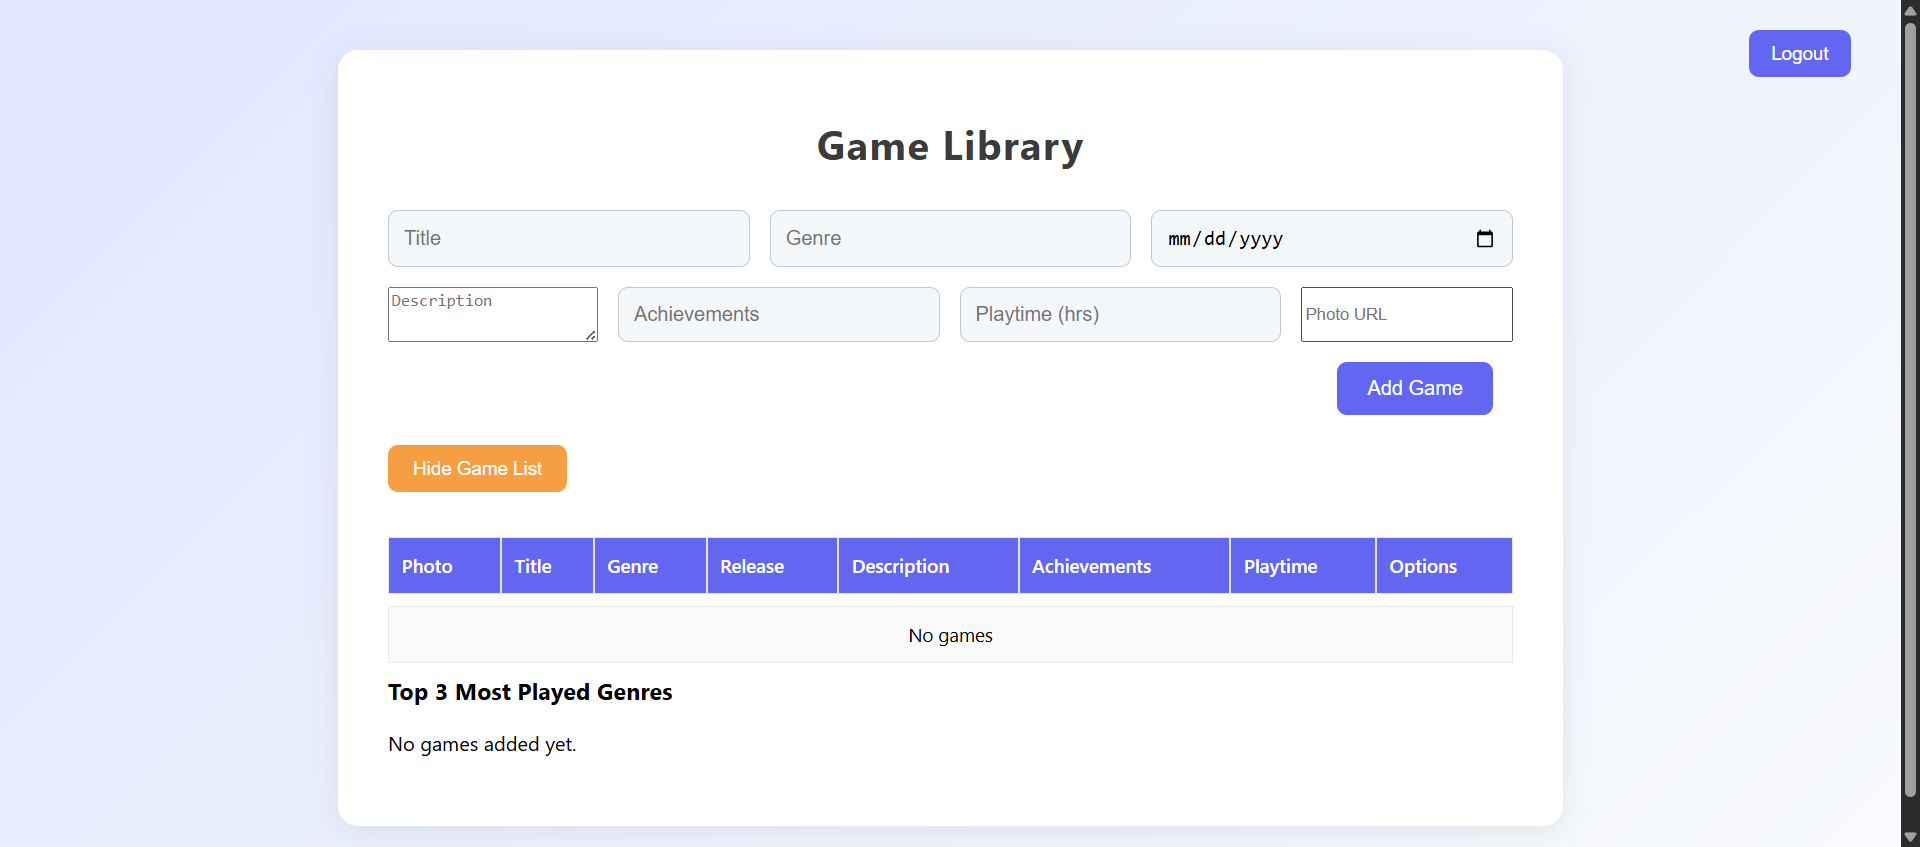 Logout
Game Library
Title
Genre
mm/dd/yyyy
Description
Achievements
Playtime (hrs)
Photo URL
Add Game
Hide Game List
Photo Title Genre Release Description Achievements Playtime Options
No games
Top 3 Most Played Genres
No games added yet.